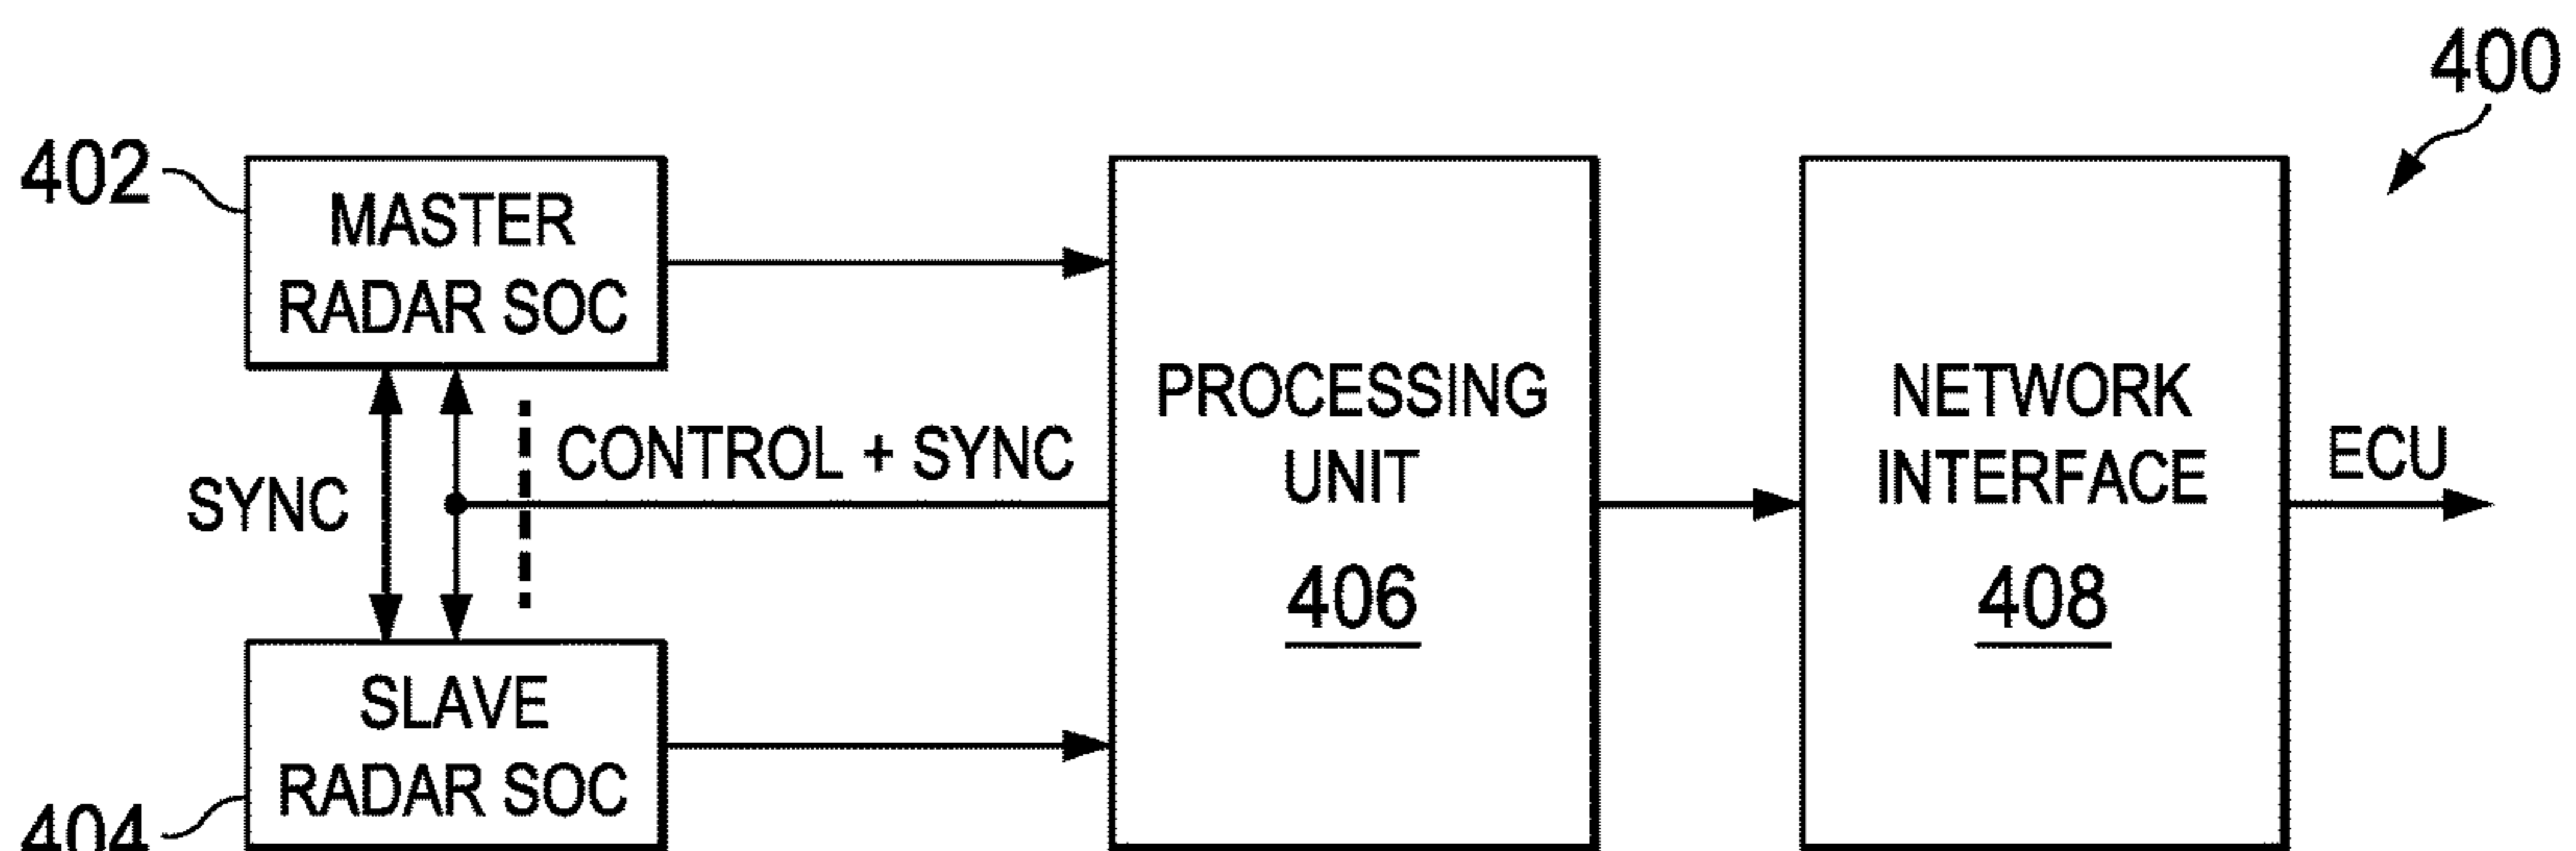 400
402
MASTER
RADAR SOC
SYNC
CONTROL + SYNC
PROCESSING
UNIT
406
NETWORK
INTERFACE
408
ECU
SLAVE
RADAR SOC
404